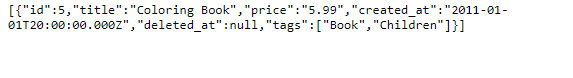 [{"id":5,"title":"Coloring Book","price":"5.99","created_at":"2011-01-
01T20:00:00.000Z","deleted_at":null,"tags":["Book","Children"]}]